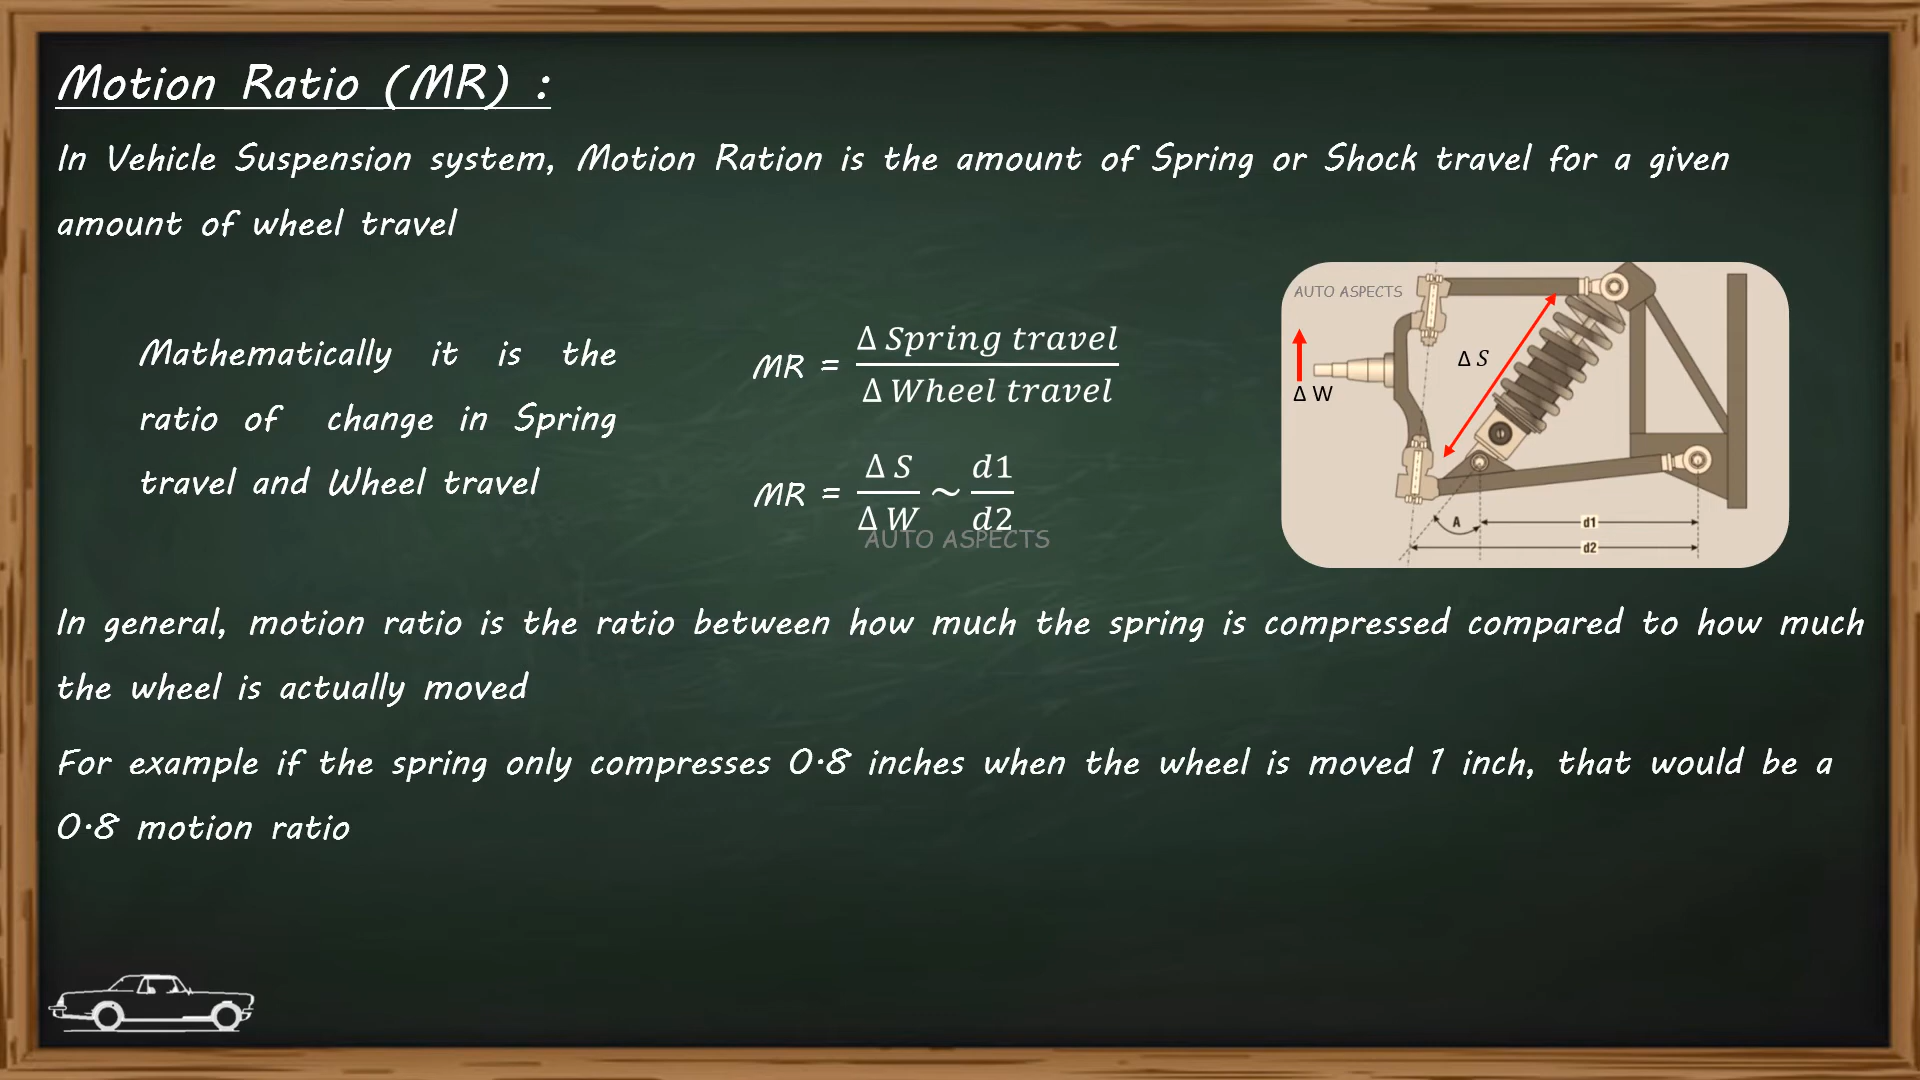 Motion Ratio (MR) :
In Vehicle Suspension system, Motion Ration is the amount of Spring or Shock travel for a given
amount of wheel travel
Mathematically it is the
ratio of change in Spring
travel and Wheel travel
MR = Δ Spring travel / Δ Wheel travel
MR = Δ S / Δ W ~ d1 / d2
AUTO ASPECTS
AUTO ASPECTS
Δ S
Δ W
A
d1
d2
In general, motion ratio is the ratio between how much the spring is compressed compared to how much
the wheel is actually moved
For example if the spring only compresses 0.8 inches when the wheel is moved 1 inch, that would be a
0.8 motion ratio